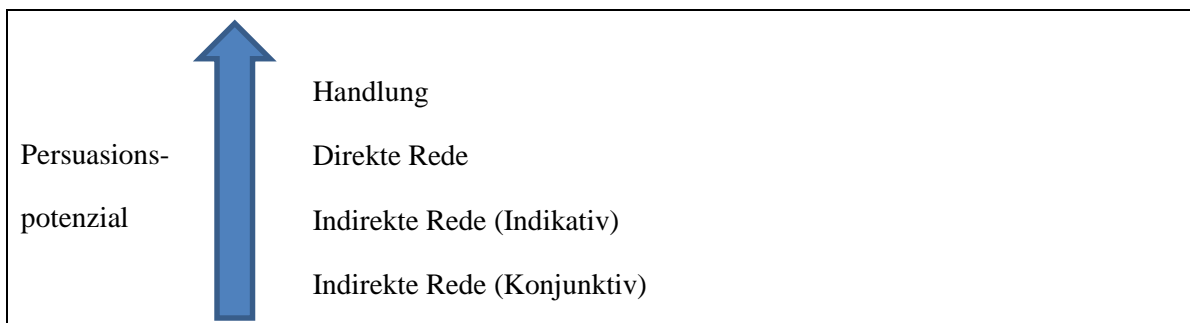 Handlung
Persuasions-
Direkte Rede
potenzial
Indirekte Rede (Indikativ)
Indirekte Rede (Konjunktiv)